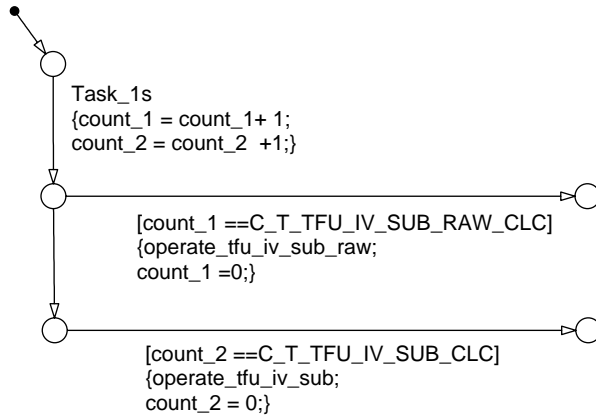 Task_1s
{count_1 = count_1+ 1;
count_2 = count_2 +1;}
[count_1 ==C_T_TFU_IV_SUB_RAW_CLC]
{operate_tfu_iv_sub_raw;
count_1 =0;}
[count_2 ==C_T_TFU_IV_SUB_CLC]
{operate_tfu_iv_sub;
count_2 = 0;}